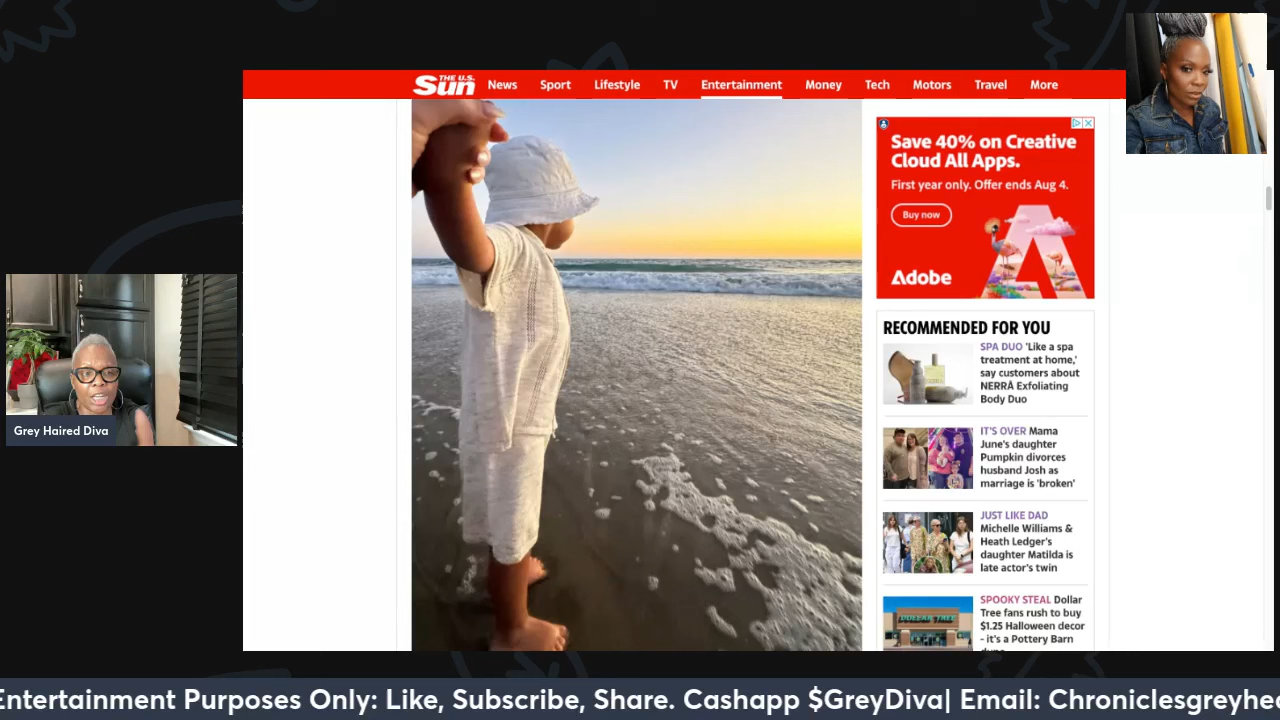 THE U.S.
Sun
News Sport Lifestyle TV Entertainment Money Tech Motors Travel More
Save 40% on Creative
Cloud All Apps.
First year only. Offer ends Aug 4.
Buy now
Adobe
RECOMMENDED FOR YOU
SPA DUO 'Like a spa
treatment at home,'
say customers about
NERRĀ Exfoliating
Body Duo
IT'S OVER Mama
June's daughter
Pumpkin divorces
husband Josh as
marriage is 'broken'
JUST LIKE DAD
Michelle Williams &
Heath Ledger's
daughter Matilda is
late actor's twin
SPOOKY STEAL Dollar
Tree fans rush to buy
$1.25 Halloween decor
- it's a Pottery Barn
DOLLAR TREE
Grey Haired Diva
Entertainment Purposes Only: Like, Subscribe, Share. Cashapp $GreyDiva| Email: Chroniclesgreyhe